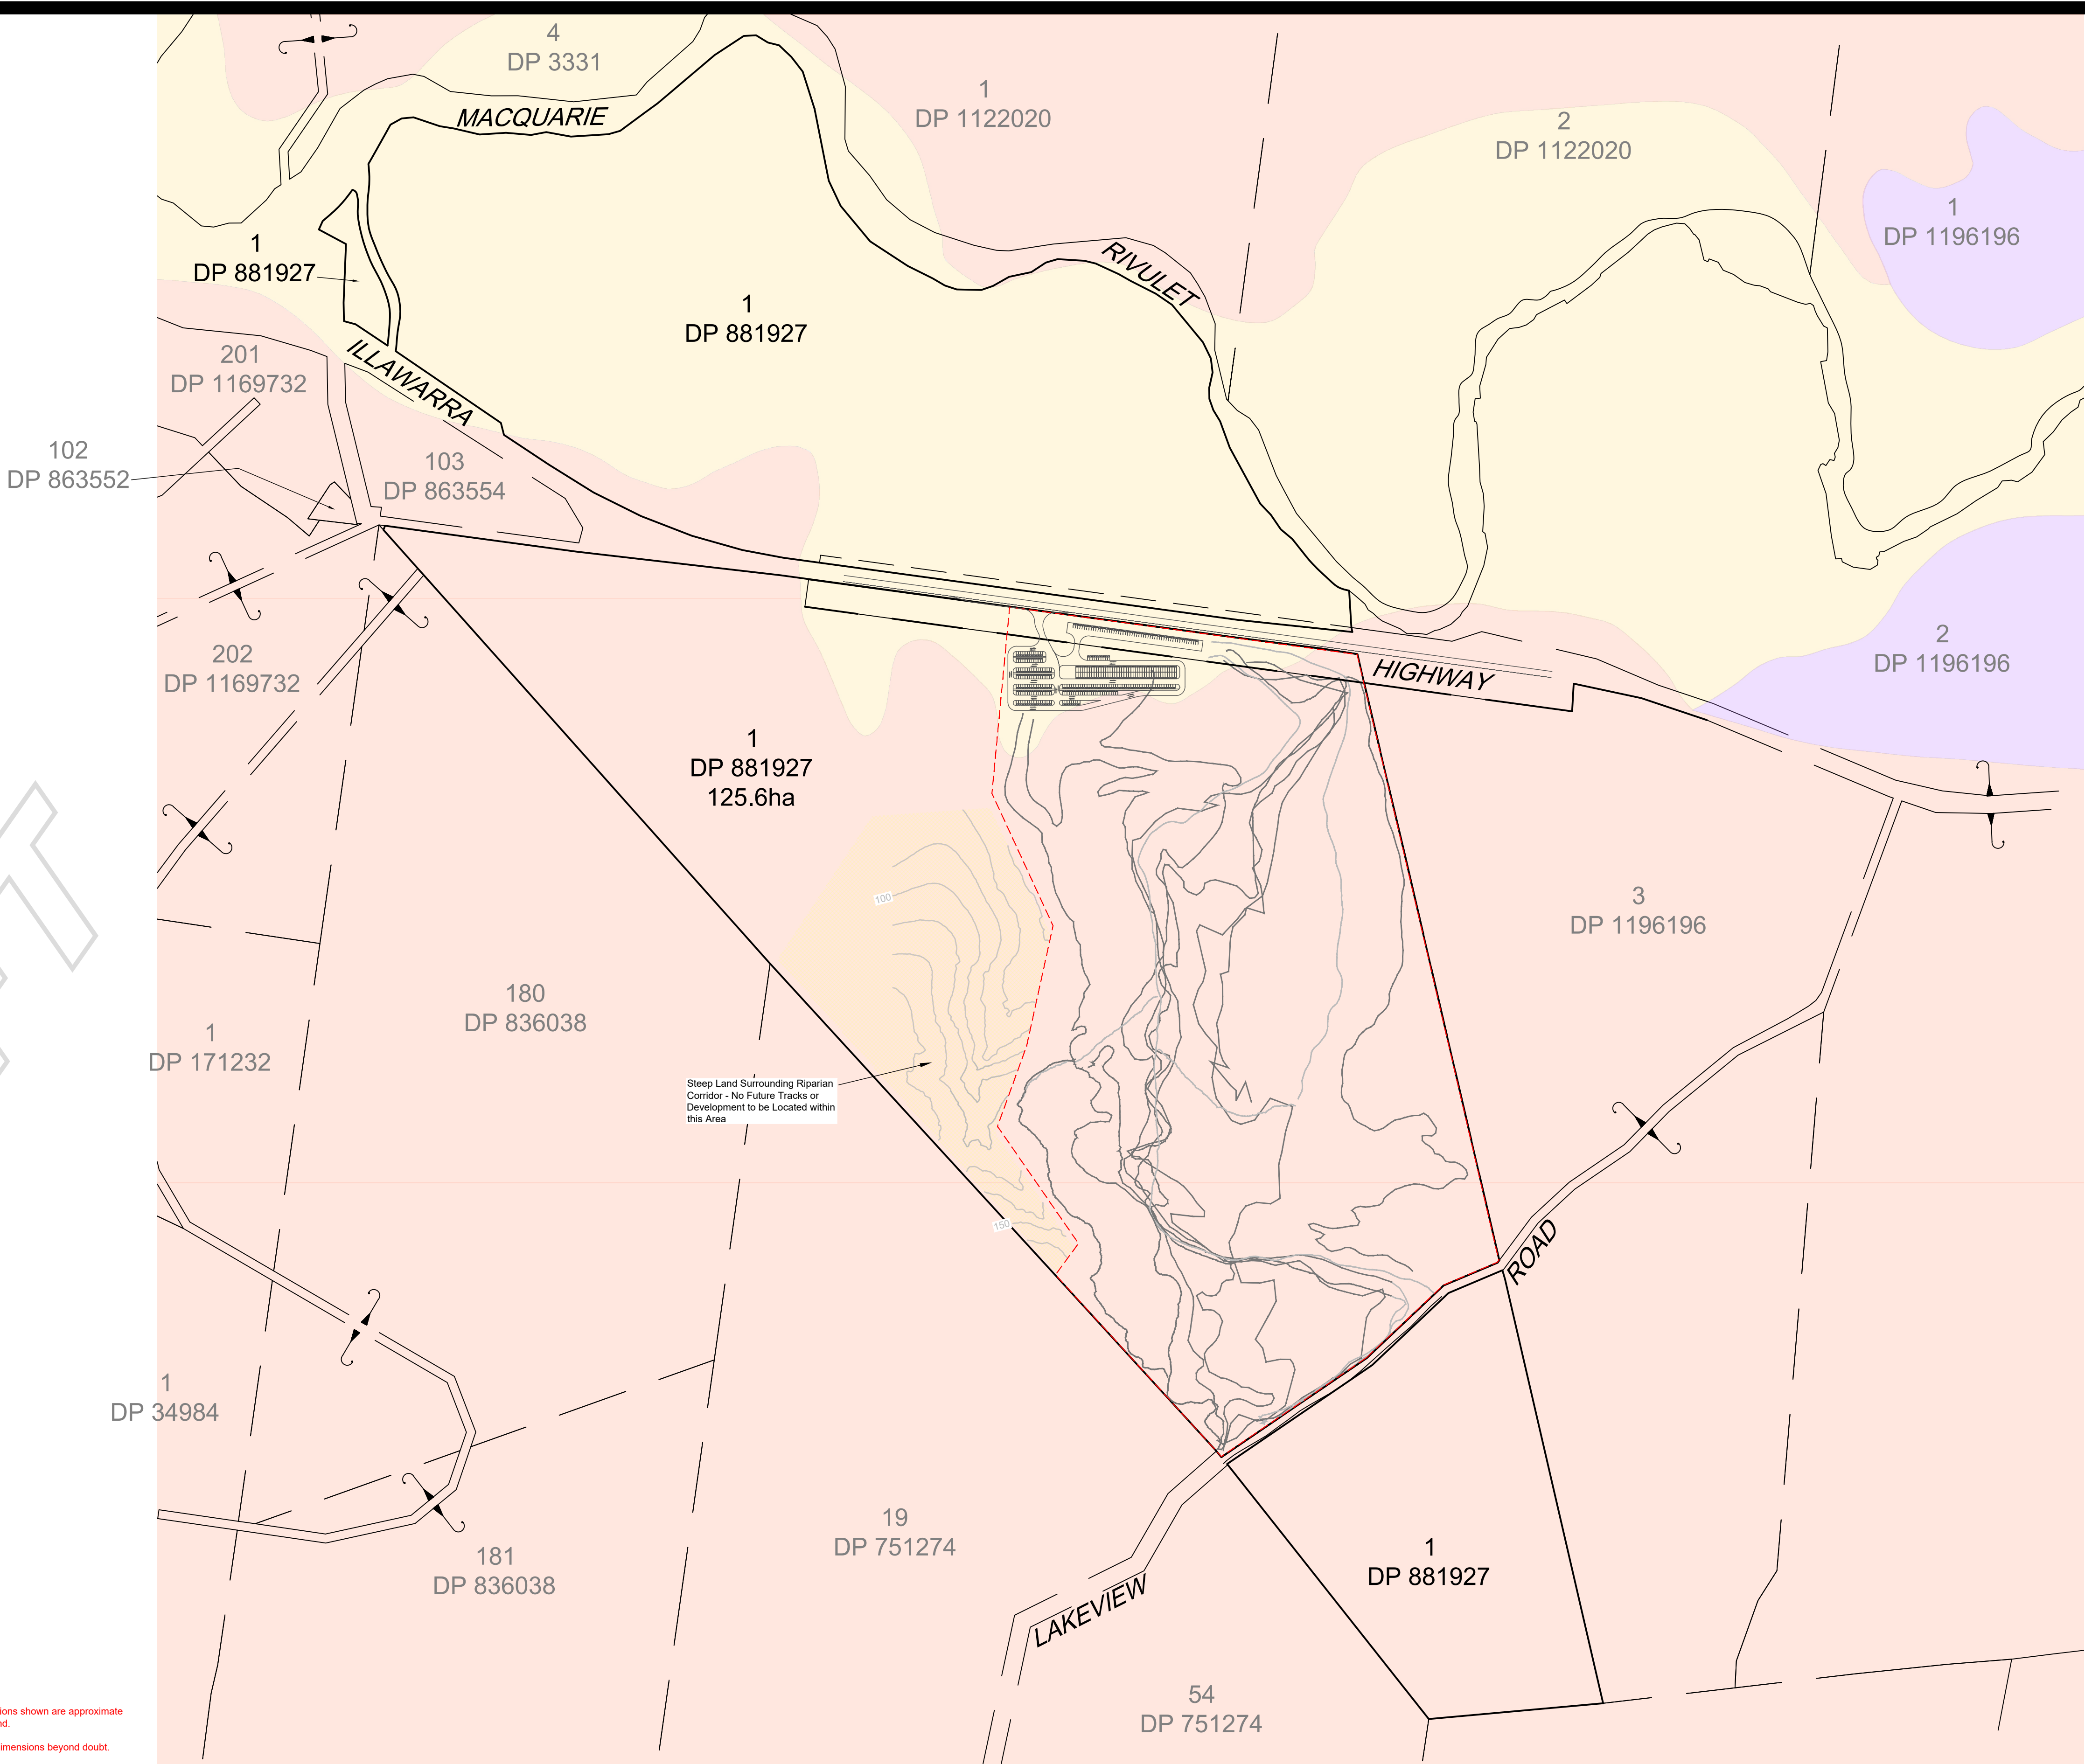 4
DP 3331
1
DP 1122020
MACQUARIE
2
DP 1122020
1
DP 1196196
1
DP 881927
RIVULET
1
DP 881927
201
DP 1169732
ILLAWARRA
102
DP 863552
103
DP 863554
2
DP 1196196
202
DP 1169732
HIGHWAY
1
DP 881927
125.6ha
100
3
DP 1196196
180
DP 836038
1
DP 171232
Steep Land Surrounding Riparian
Corridor - No Future Tracks or
Development to be Located within
this Area
150
ROAD
1
DP 34984
19
DP 751274
181
DP 836038
1
DP 881927
LAKEVIEW
54
DP 751274
shown are approximate
beyond doubt.